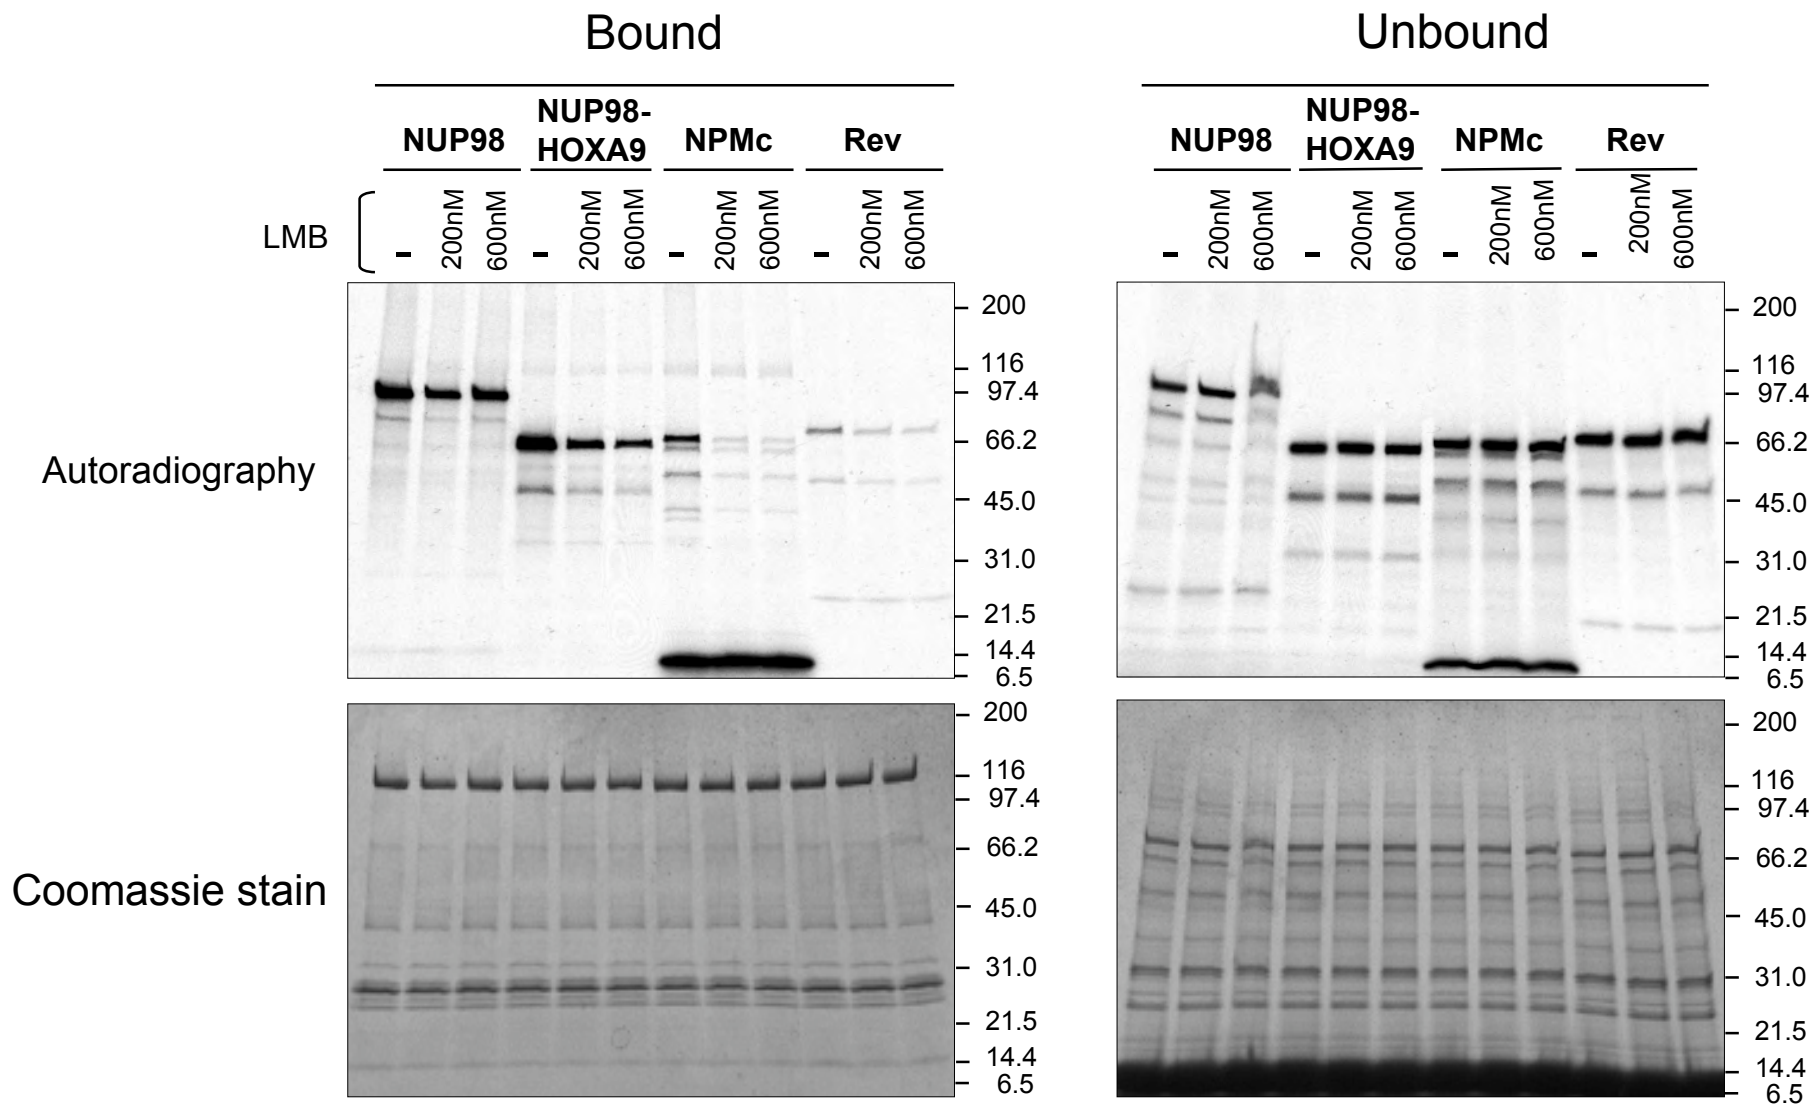 Bound
Unbound
NUP98
NUP98-
HOXA9
NPMc
Rev
NUP98
NUP98-
HOXA9
NPMc
Rev
LMB
-
200nM
600nM
-
200nM
600nM
-
200nM
600nM
-
200nM
600nM
-
200nM
600nM
-
200nM
600nM
-
200nM
600nM
-
200nM
600nM
Autoradiography
200
116
97.4
66.2
45.0
31.0
21.5
14.4
6.5
200
116
97.4
66.2
45.0
31.0
21.5
14.4
6.5
Coomassie stain
200
116
97.4
66.2
45.0
31.0
21.5
14.4
6.5
200
116
97.4
66.2
45.0
31.0
21.5
14.4
6.5